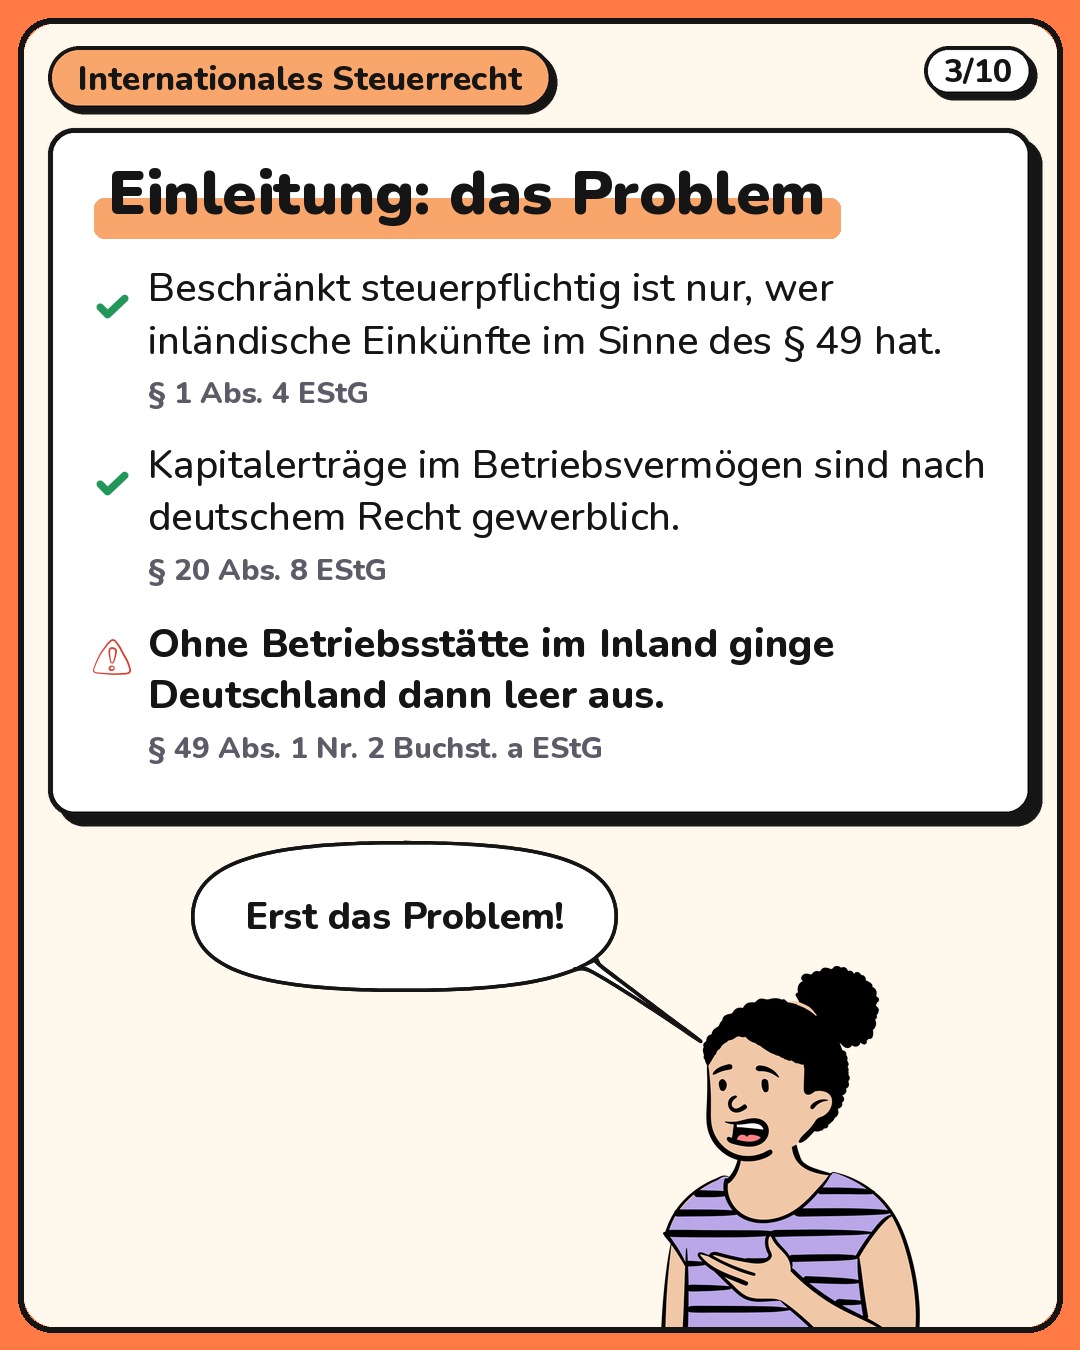 Internationales Steuerrecht
3/10
Einleitung: das Problem
Beschränkt steuerpflichtig ist nur, wer
inländische Einkünfte im Sinne des § 49 hat.
§ 1 Abs. 4 EStG
Kapitalerträge im Betriebsvermögen sind nach
deutschem Recht gewerblich.
§ 20 Abs. 8 EStG
Ohne Betriebsstätte im Inland ginge
Deutschland dann leer aus.
§ 49 Abs. 1 Nr. 2 Buchst. a EStG
Erst das Problem!